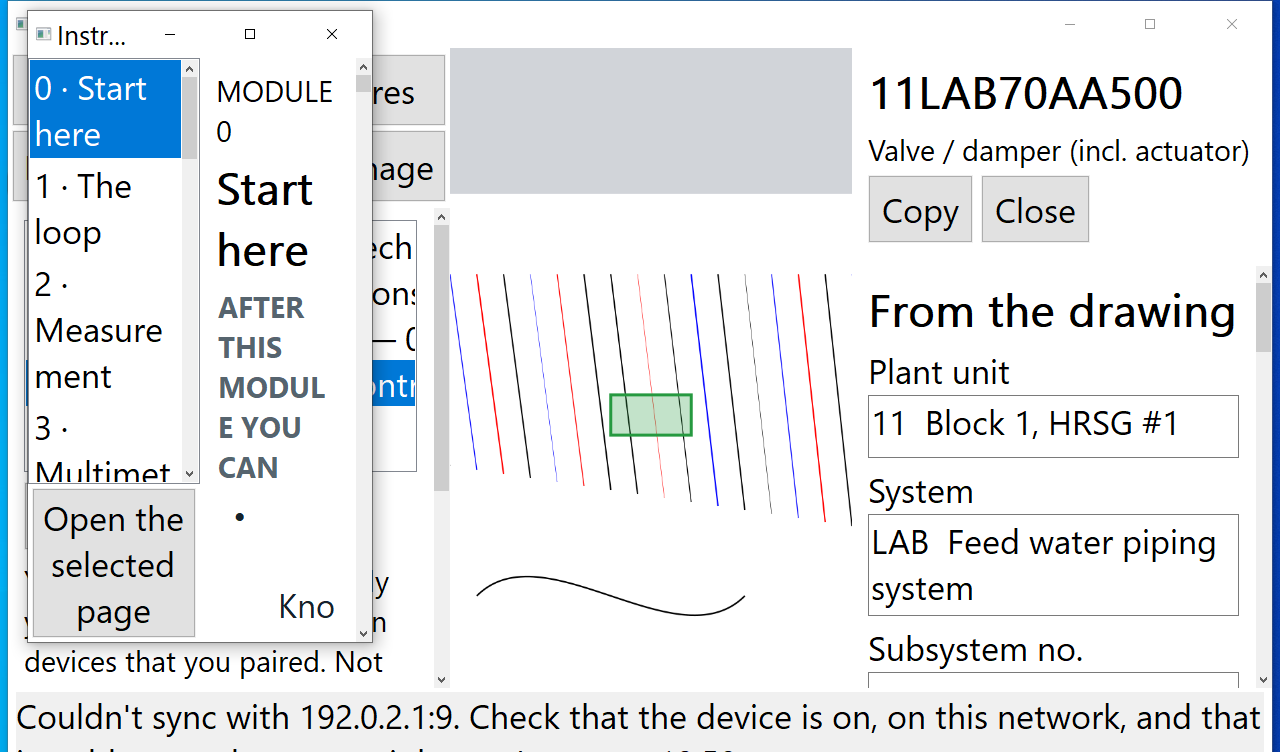 Instr...
0 · Start
here
1 · The
loop
2 ·
Measure
ment
3 ·
Multimet
Open the
selected
page
MODULE
0
Start
here
AFTER
THIS
MODUL
E YOU
CAN
•
Kno
res
nage
devices that you paired. Not
11LAB70AA500
Valve / damper (incl. actuator)
Copy Close
From the drawing
Plant unit
11 Block 1, HRSG #1
System
LAB Feed water piping
system
Subsystem no.
Couldn't sync with 192.0.2.1:9. Check that the device is on, on this network, and that